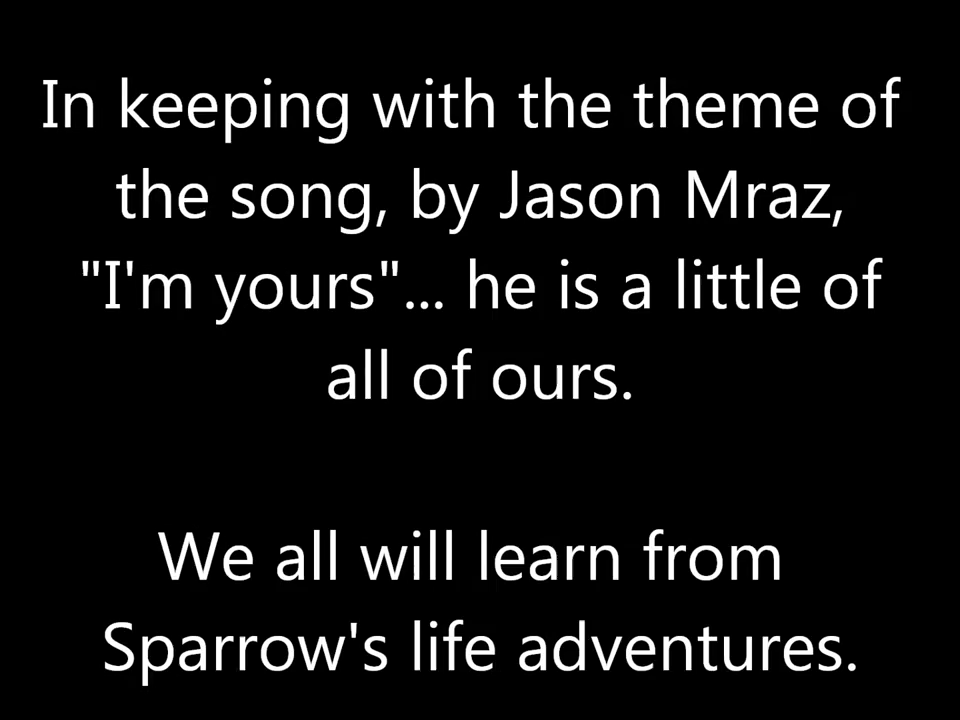 In keeping with the theme of
the song, by Jason Mraz,
"I'm yours"... he is a little of
all of ours.
We all will learn from
Sparrow's life adventures.